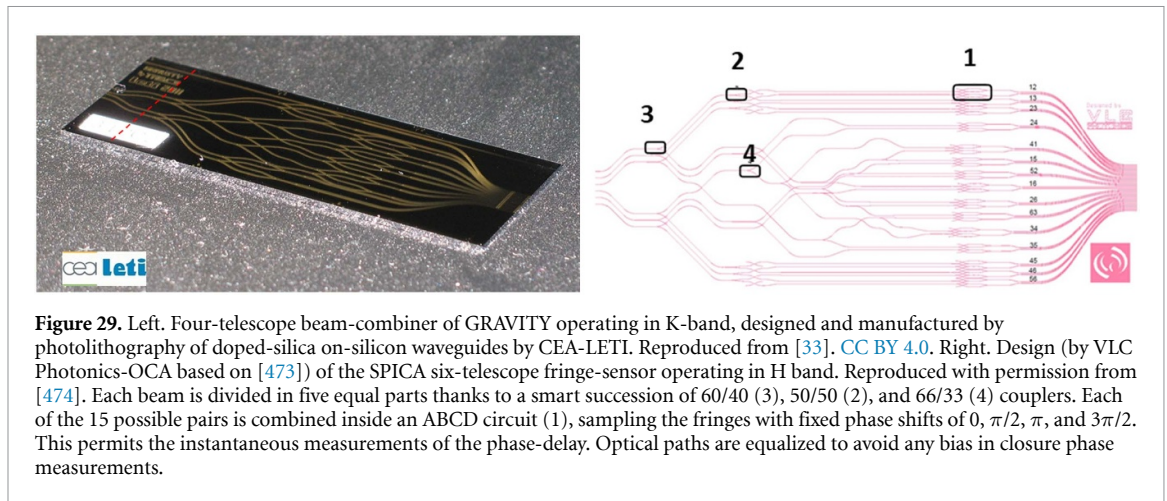 cea leti
3
2
4
1
12
13
23
24
41
15
52
16
26
63
34
35
45
46
56
VLC
Figure 29. Left. Four-telescope beam-combiner of GRAVITY operating in K-band, designed and manufactured by
photolithography of doped-silica on-silicon waveguides by CEA-LETI. Reproduced from [33]. CC BY 4.0. Right. Design (by VLC
Photonics-OCA based on [473]) of the SPICA six-telescope fringe-sensor operating in H band. Reproduced with permission from
[474]. Each beam is divided in five equal parts thanks to a smart succession of 60/40 (3), 50/50 (2), and 66/33 (4) couplers. Each
of the 15 possible pairs is combined inside an ABCD circuit (1), sampling the fringes with fixed phase shifts of 0, π/2, π, and 3π/2.
This permits the instantaneous measurements of the phase-delay. Optical paths are equalized to avoid any bias in closure phase
measurements.